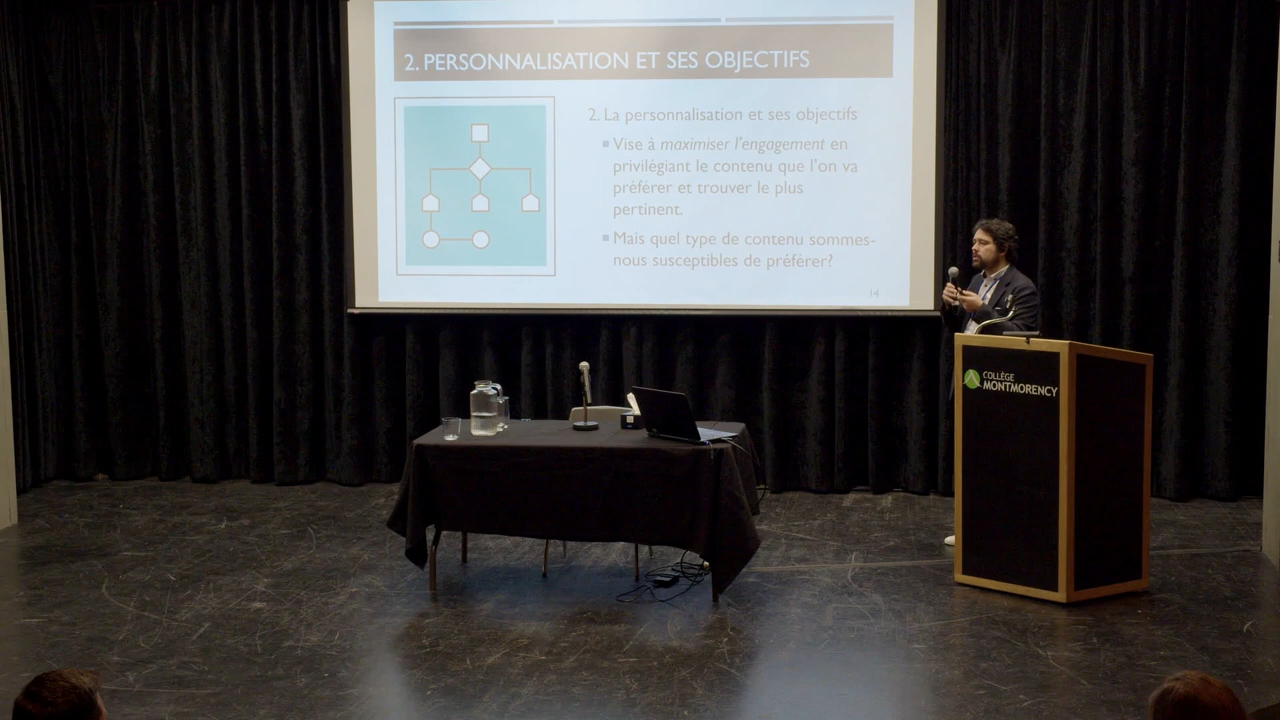 2. PERSONNALISATION ET SES OBJECTIFS
2. La personnalisation et ses objectifs
Vise à maximiser l'engagement en
privilégiant le contenu que l'on va
préférer et trouver le plus
pertinent.
Mais quel type de contenu sommes-
nous susceptibles de préférer?
14
COLLÈGE
MONTMORENCY